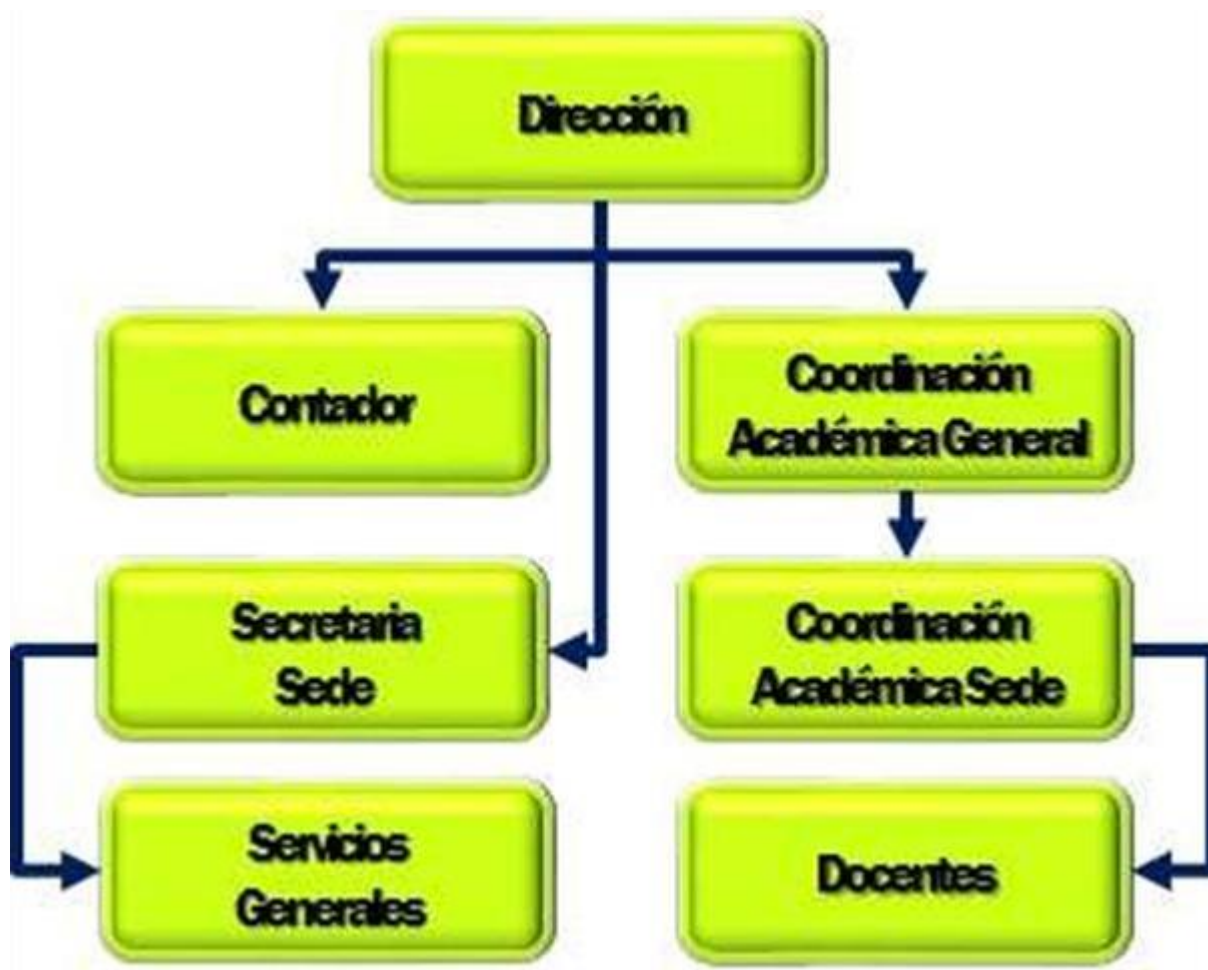 Dirección
Contador
Coordinación
Académica General
Secretaria
Sede
Coordinación
Académica Sede
Servicios
Generales
Docentes